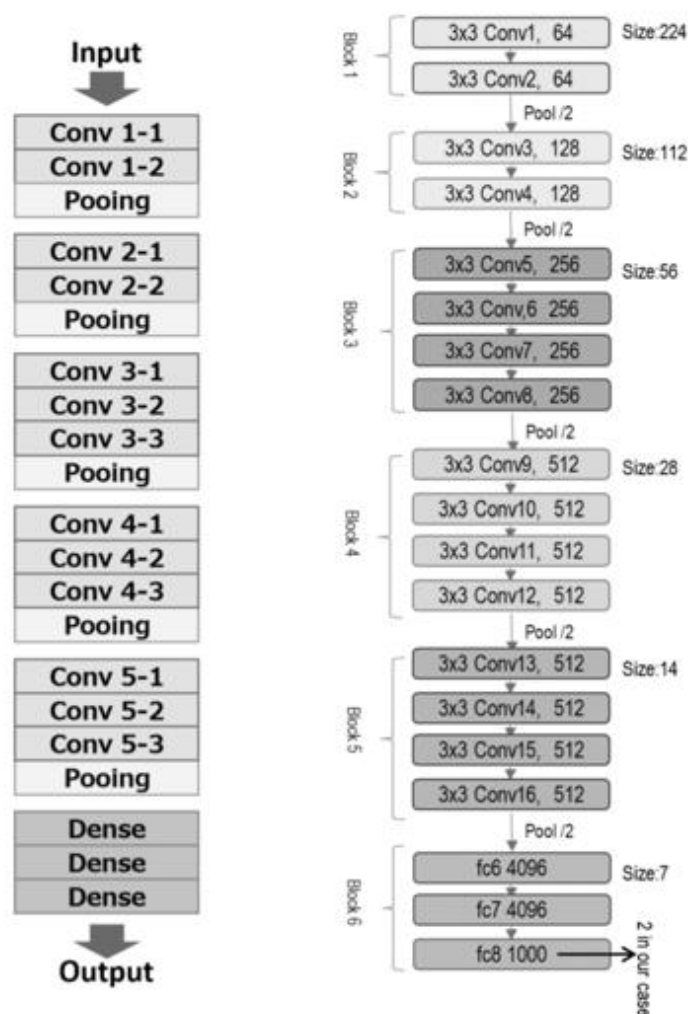 Input
Conv 1-1
Conv 1-2
Pooing
Conv 2-1
Conv 2-2
Pooing
Conv 3-1
Conv 3-2
Conv 3-3
Pooing
Conv 4-1
Conv 4-2
Conv 4-3
Pooing
Conv 5-1
Conv 5-2
Conv 5-3
Pooing
Dense
Dense
Dense
Output
Block 1
3x3 Conv1, 64
Size:224
3x3 Conv2, 64
Pool /2
Block 2
3x3 Conv3, 128
Size:112
3x3 Conv4, 128
Pool /2
Block 3
3x3 Conv5, 256
Size:56
3x3 Conv,6 256
3x3 Conv7, 256
3x3 Conv8, 256
Pool /2
Block 4
3x3 Conv9, 512
Size:28
3x3 Conv10, 512
3x3 Conv11, 512
3x3 Conv12, 512
Pool /2
Block 5
3x3 Conv13, 512
Size:14
3x3 Conv14, 512
3x3 Conv15, 512
3x3 Conv16, 512
Pool /2
Block 6
fc6 4096
Size:7
fc7 4096
fc8 1000
2 in our case